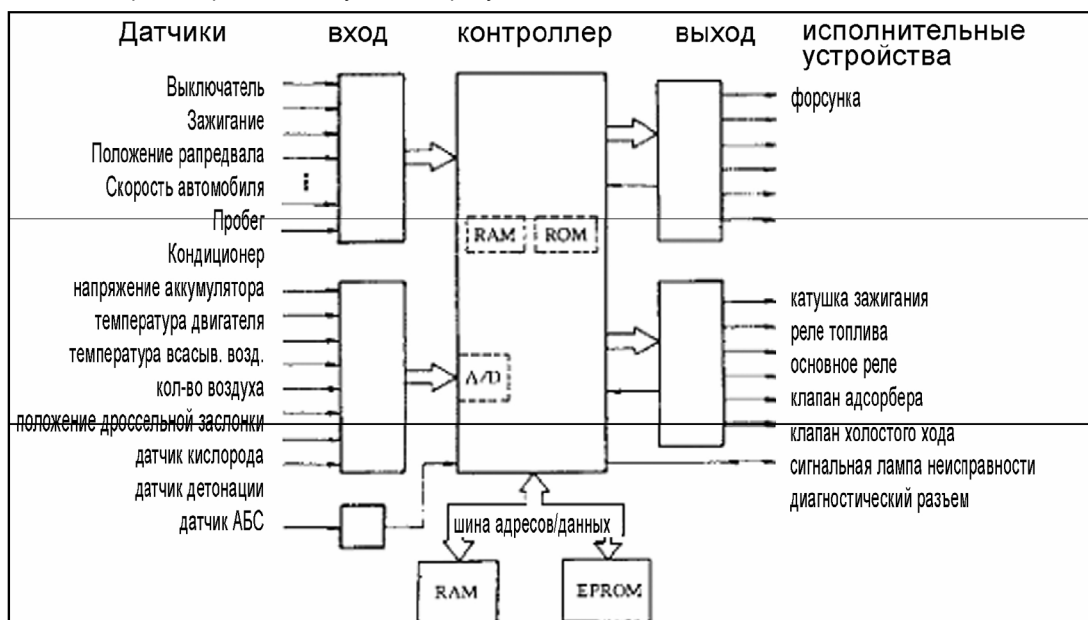 Датчики вход контроллер выход исполнительные
устройства
Выключатель
Зажигание
Положение рапредвала
Скорость автомобиля
Пробег
Кондиционер
напряжение аккумулятора
температура двигателя
температура всасыв. возд.
кол-во воздуха
положение дроссельной заслонки
датчик кислорода
датчик детонации
датчик АБС
RAM ROM
A/D
шина адресов/данных
RAM EPROM
форсунка
катушка зажигания
реле топлива
основное реле
клапан адсорбера
клапан холостого хода
сигнальная лампа неисправности
диагностический разъем